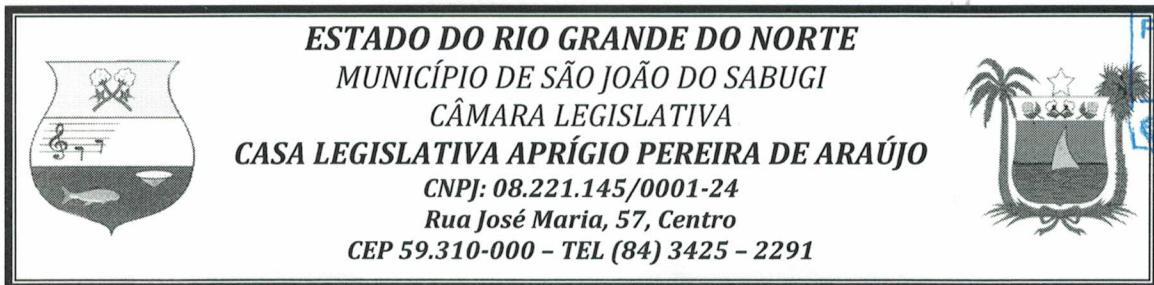 ESTADO DO RIO GRANDE DO NORTE
MUNICÍPIO DE SÃO JOÃO DO SABUGI
CÂMARA LEGISLATIVA
CASA LEGISLATIVA APRÍGIO PEREIRA DE ARAÚJO
CNPJ: 08.221.145/0001-24
Rua José Maria, 57, Centro
CEP 59.310-000 – TEL (84) 3425 – 2291